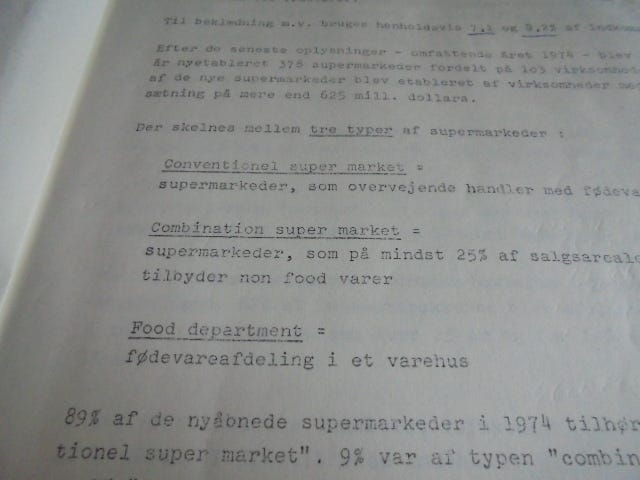 Til beklædning m.v. bruges henholdsvis 7,1 og 8,2% af indkom
Efter de seneste oplysninger - omfattende året 1974 - blev
år nyetableret 378 supermarkeder fordelt på 103 virksomhed
af de nye supermarkeder blev etableret af virksomheder med
sætning på mere end 625 mill. dollars.
Der skelnes mellem tre typer af supermarkeder :
Conventionel super market =
supermarkeder, som overvejende handler med fødeva
Combination super market =
supermarkeder, som på mindst 25% af salgsareale
tilbyder non food varer
Food department =
fødevareafdeling i et varehus
89% af de nyåbnede supermarkeder i 1974 tilhør
tionel super market". 9% var af typen "combin